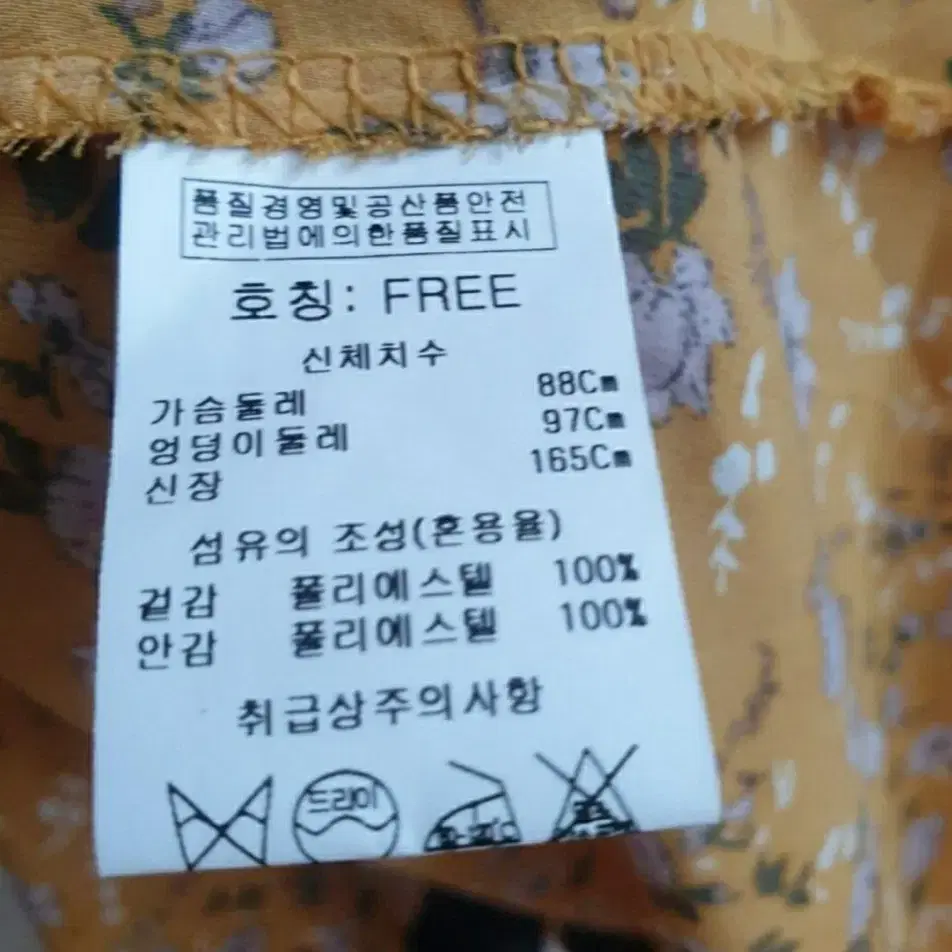 품질경영및공산품안전
관리법에의한품질표시
호칭: FREE
신체치수
가슴둘레 88Cm
엉덩이둘레 97Cm
신장 165Cm
섬유의 조성(혼용율)
겉감 폴리에스텔 100%
안감 폴리에스텔 100%
취급상주의사항
드라이